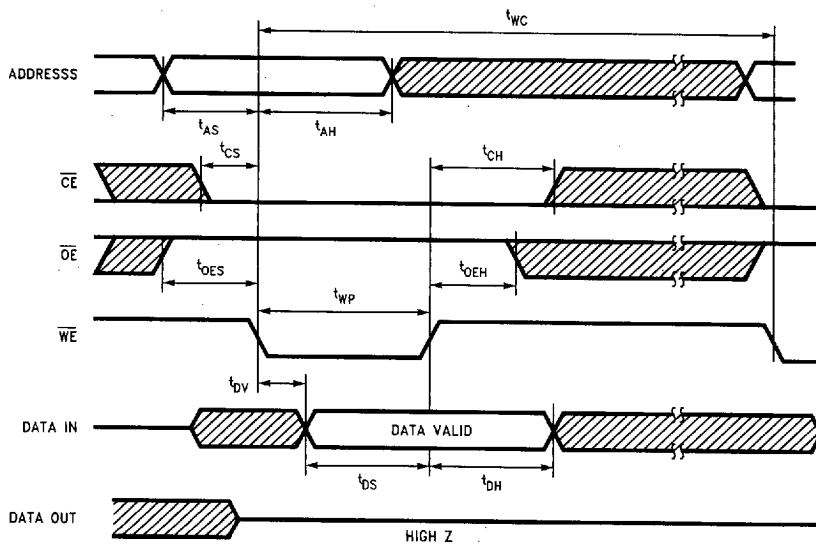 tWC
ADDRESSS
tAS
tAH
tCS
tCH
CE
OE
tOES
tOEH
tWP
WE
tDV
DATA IN
DATA VALID
tDS
tDH
DATA OUT
HIGH Z